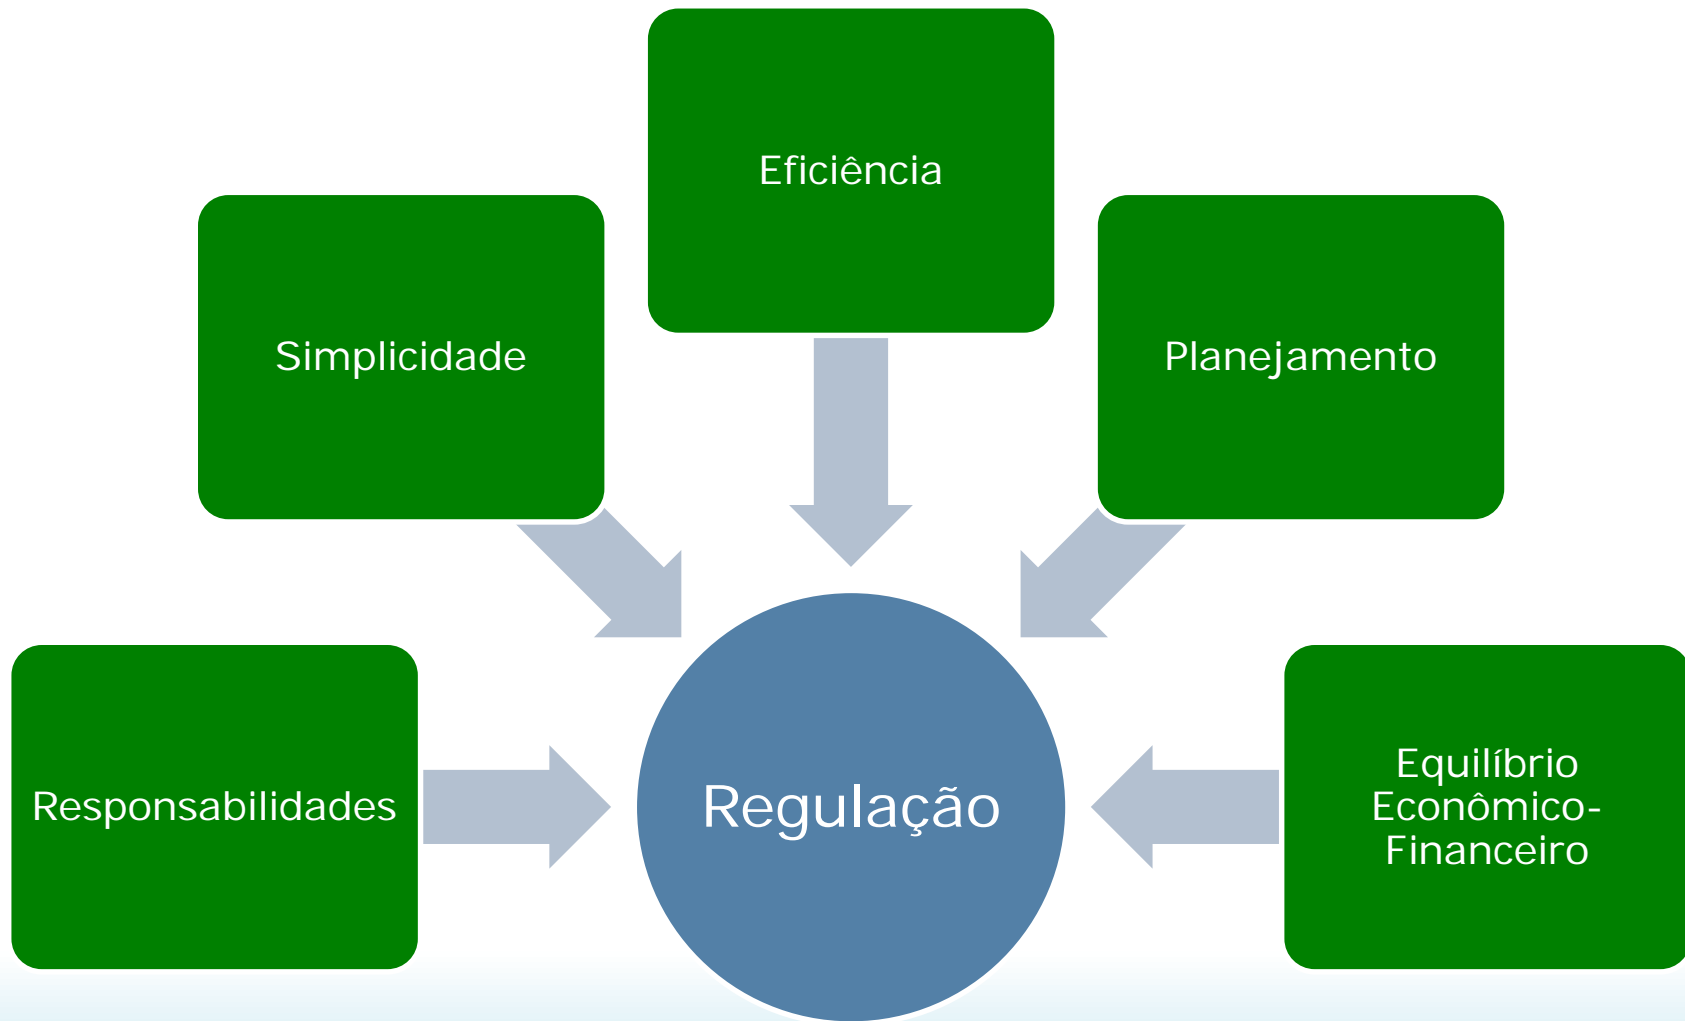 Eficiência
Simplicidade
Planejamento
Responsabilidades
Regulação
Equilíbrio
Econômico-
Financeiro